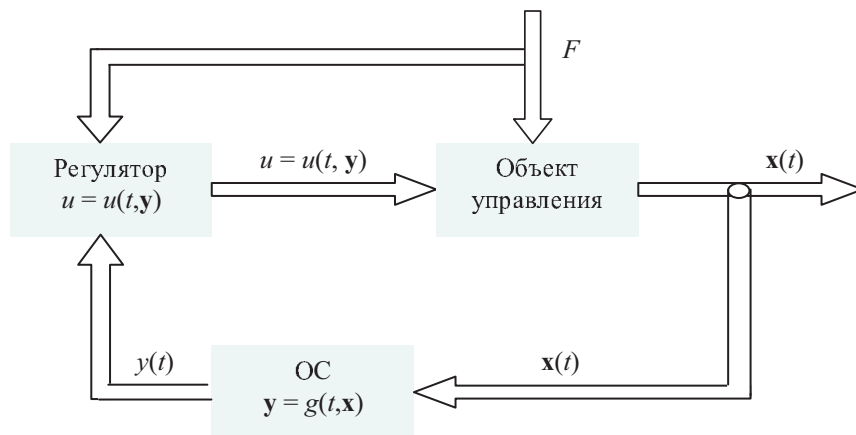 F
Регулятор
u = u(t,y)
u = u(t, y)
Объект
управления
x(t)
y(t)
ОС
y = g(t,x)
x(t)